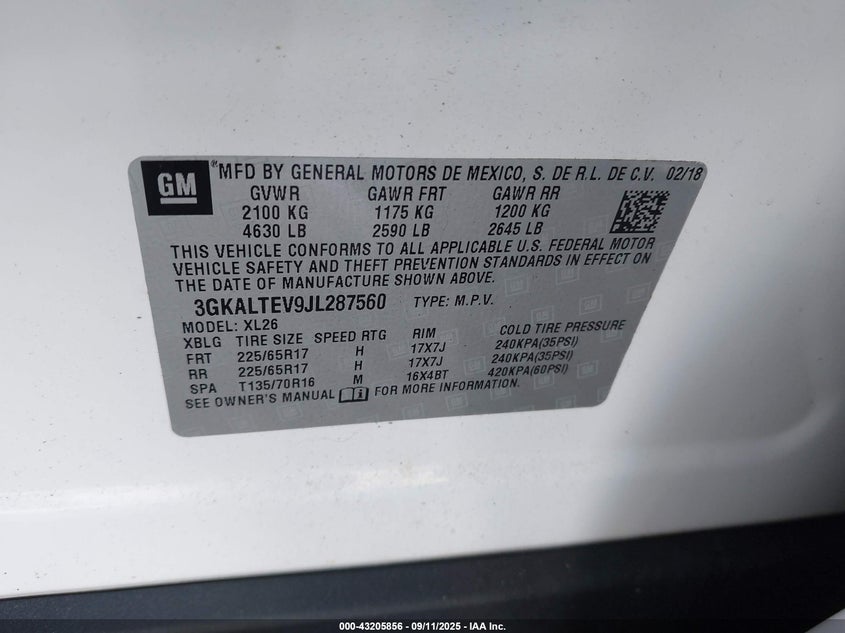 GM
®MFD BY GENERAL MOTORS DE MEXICO, S. DE R.L. DE C.V. 02/18
GVWR GAWR FRT GAWR RR
2100 KG 1175 KG 1200 KG
4630 LB 2590 LB 2645 LB
THIS VEHICLE CONFORMS TO ALL APPLICABLE U.S. FEDERAL MOTOR
VEHICLE SAFETY AND THEFT PREVENTION STANDARDS IN EFFECT ON
THE DATE OF MANUFACTURE SHOWN ABOVE.
3GKALTEV9JL287560 TYPE: M.P.V.
MODEL: XL26
XBLG TIRE SIZE SPEED RTG RIM COLD TIRE PRESSURE
FRT 225/65R17 H 17X7J 240KPA(35PSI)
RR 225/65R17 H 17X7J 240KPA(35PSI)
SPA T135/70R16 M 16X4BT 420KPA(60PSI)
SEE OWNER'S MANUAL FOR MORE INFORMATION.
000-43205856 - 09/11/2025 - IAA Inc.